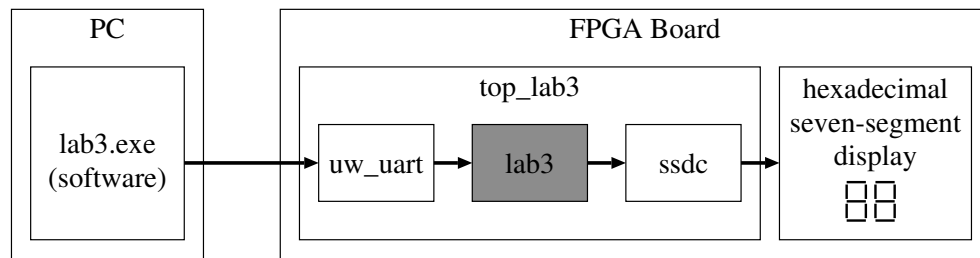 PC
FPGA Board
lab3.exe
(software)
top_lab3
uw_uart
lab3
ssdc
hexadecimal
seven-segment
display
88